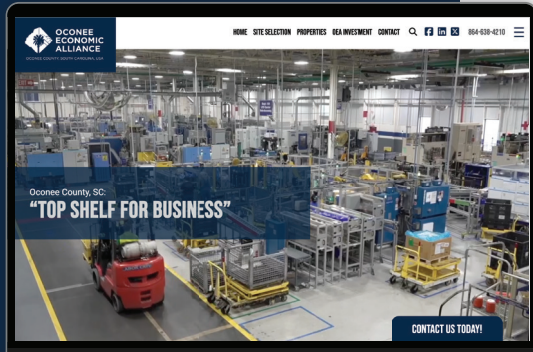 OCONEE
ECONOMIC
ALLIANCE
OCONEE COUNTY, SOUTH CAROLINA, USA
HOME SITE SELECTION PROPERTIES OEA INVESTMENT CONTACT 864-638-4210
Oconee County, SC:
“TOP SHELF FOR BUSINESS”
CONTACT US TODAY!